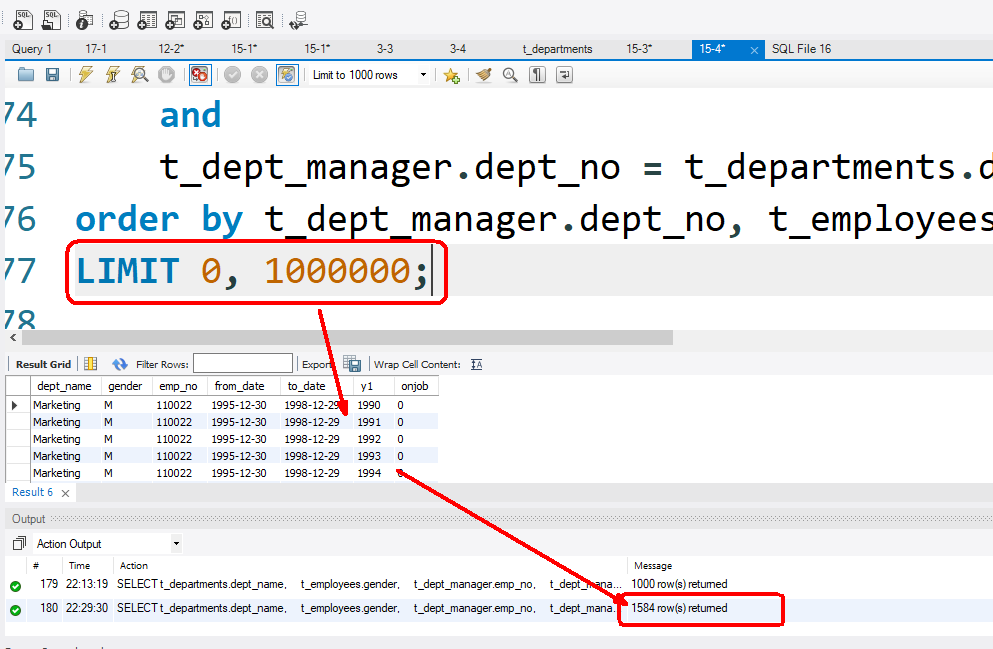 Query 1 17-1 12-2* 15-1* 15-1* 3-3 3-4 t_departments 15-3* 15-4* SQL File 16
Limit to 1000 rows
74 and
75 t_dept_manager.dept_no = t_departments.d
76 order by t_dept_manager.dept_no, t_employees
77 LIMIT 0, 1000000;
78
Result Grid Filter Rows: Export: Wrap Cell Content:
dept_name gender emp_no from_date to_date y1 onjob
Marketing M 110022 1995-12-30 1998-12-29 1990 0
Marketing M 110022 1995-12-30 1998-12-29 1991 0
Marketing M 110022 1995-12-30 1998-12-29 1992 0
Marketing M 110022 1995-12-30 1998-12-29 1993 0
Marketing M 110022 1995-12-30 1998-12-29 1994 0
Result 6
Output
Action Output
# Time Action Message
179 22:13:19 SELECT t_departments.dept_name, t_employees.gender, t_dept_manager.emp_no, t_dept_mana... 1000 row(s) returned
180 22:29:30 SELECT t_departments.dept_name, t_employees.gender, t_dept_manager.emp_no, t_dept_mana... 1584 row(s) returned